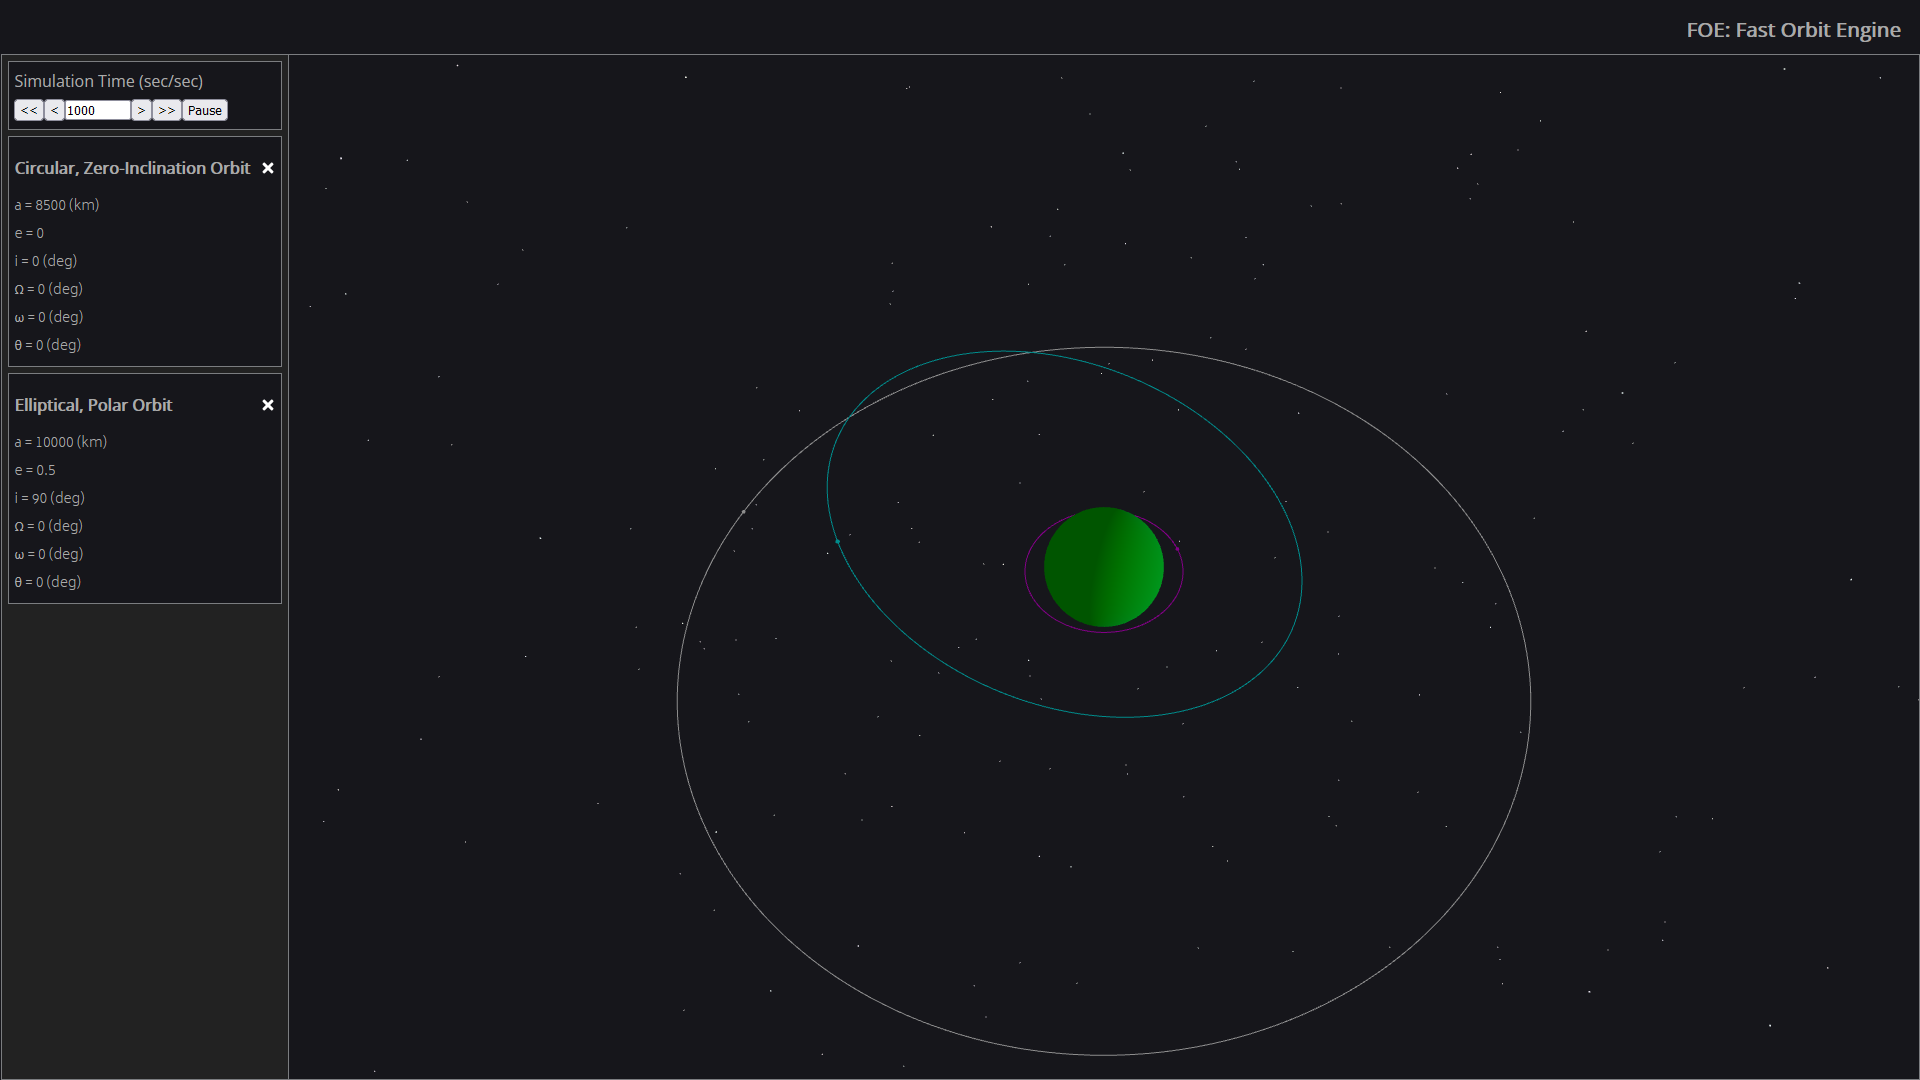 FOE: Fast Orbit Engine
Simulation Time (sec/sec)
<< < 1000 > >> Pause
Circular, Zero-Inclination Orbit ×
a = 8500 (km)
e = 0
i = 0 (deg)
Ω = 0 (deg)
ω = 0 (deg)
θ = 0 (deg)
Elliptical, Polar Orbit ×
a = 10000 (km)
e = 0.5
i = 90 (deg)
Ω = 0 (deg)
ω = 0 (deg)
θ = 0 (deg)